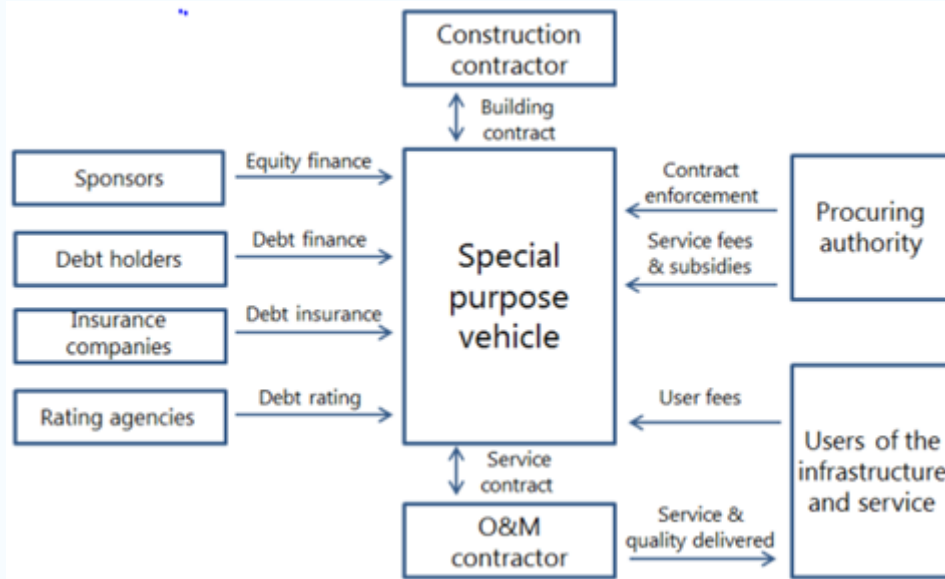 Construction
contractor
Building
contract
Sponsors
Equity finance
Debt holders
Debt finance
Insurance
companies
Debt insurance
Rating agencies
Debt rating
Special
purpose
vehicle
Contract
enforcement
Service fees
& subsidies
Procuring
authority
User fees
Users of the
infrastructure
and service
Service
contract
O&M
contractor
Service &
quality delivered